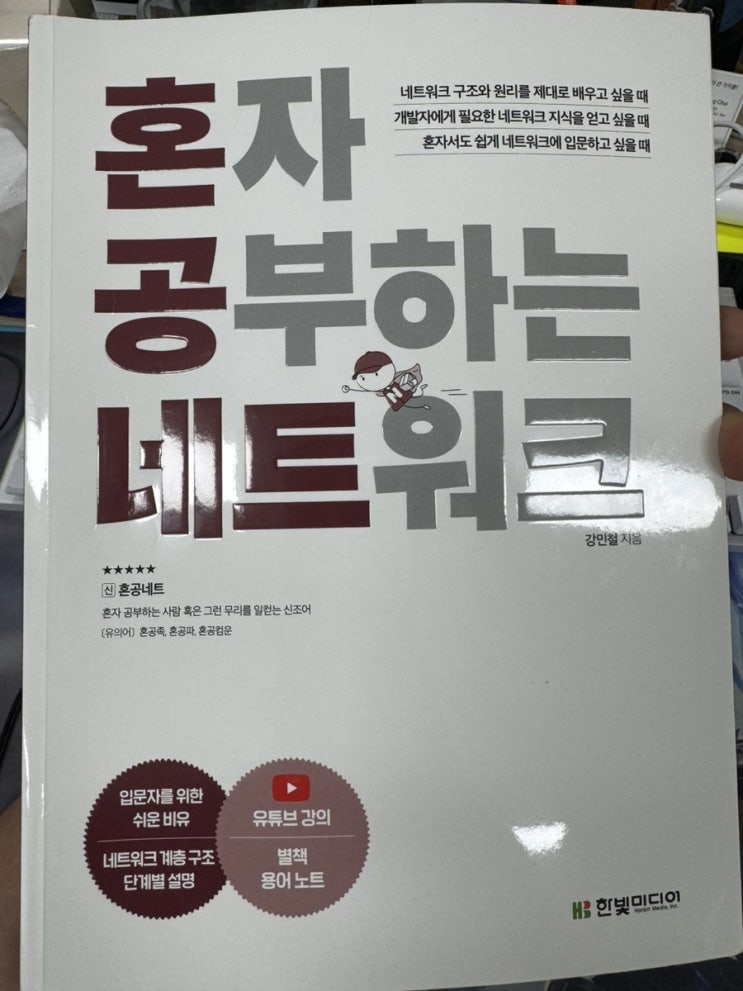 네트워크 구조와 원리를 제대로 배우고 싶을 때
개발자에게 필요한 네트워크 지식을 얻고 싶을 때
혼자서도 쉽게 네트워크에 입문하고 싶을 때
혼자
공부하는
네트워크
N
강민철 지음
★★★★★
신 혼공네트
혼자 공부하는 사람 혹은 그런 무리를 일컫는 신조어
(유의어) 혼공족, 혼공파, 혼공컴운
입문자를 위한
쉬운 비유
네트워크 계층 구조
단계별 설명
유튜브 강의
별책
용어 노트
HB 한빛미디어
Hanbit Media, Inc.